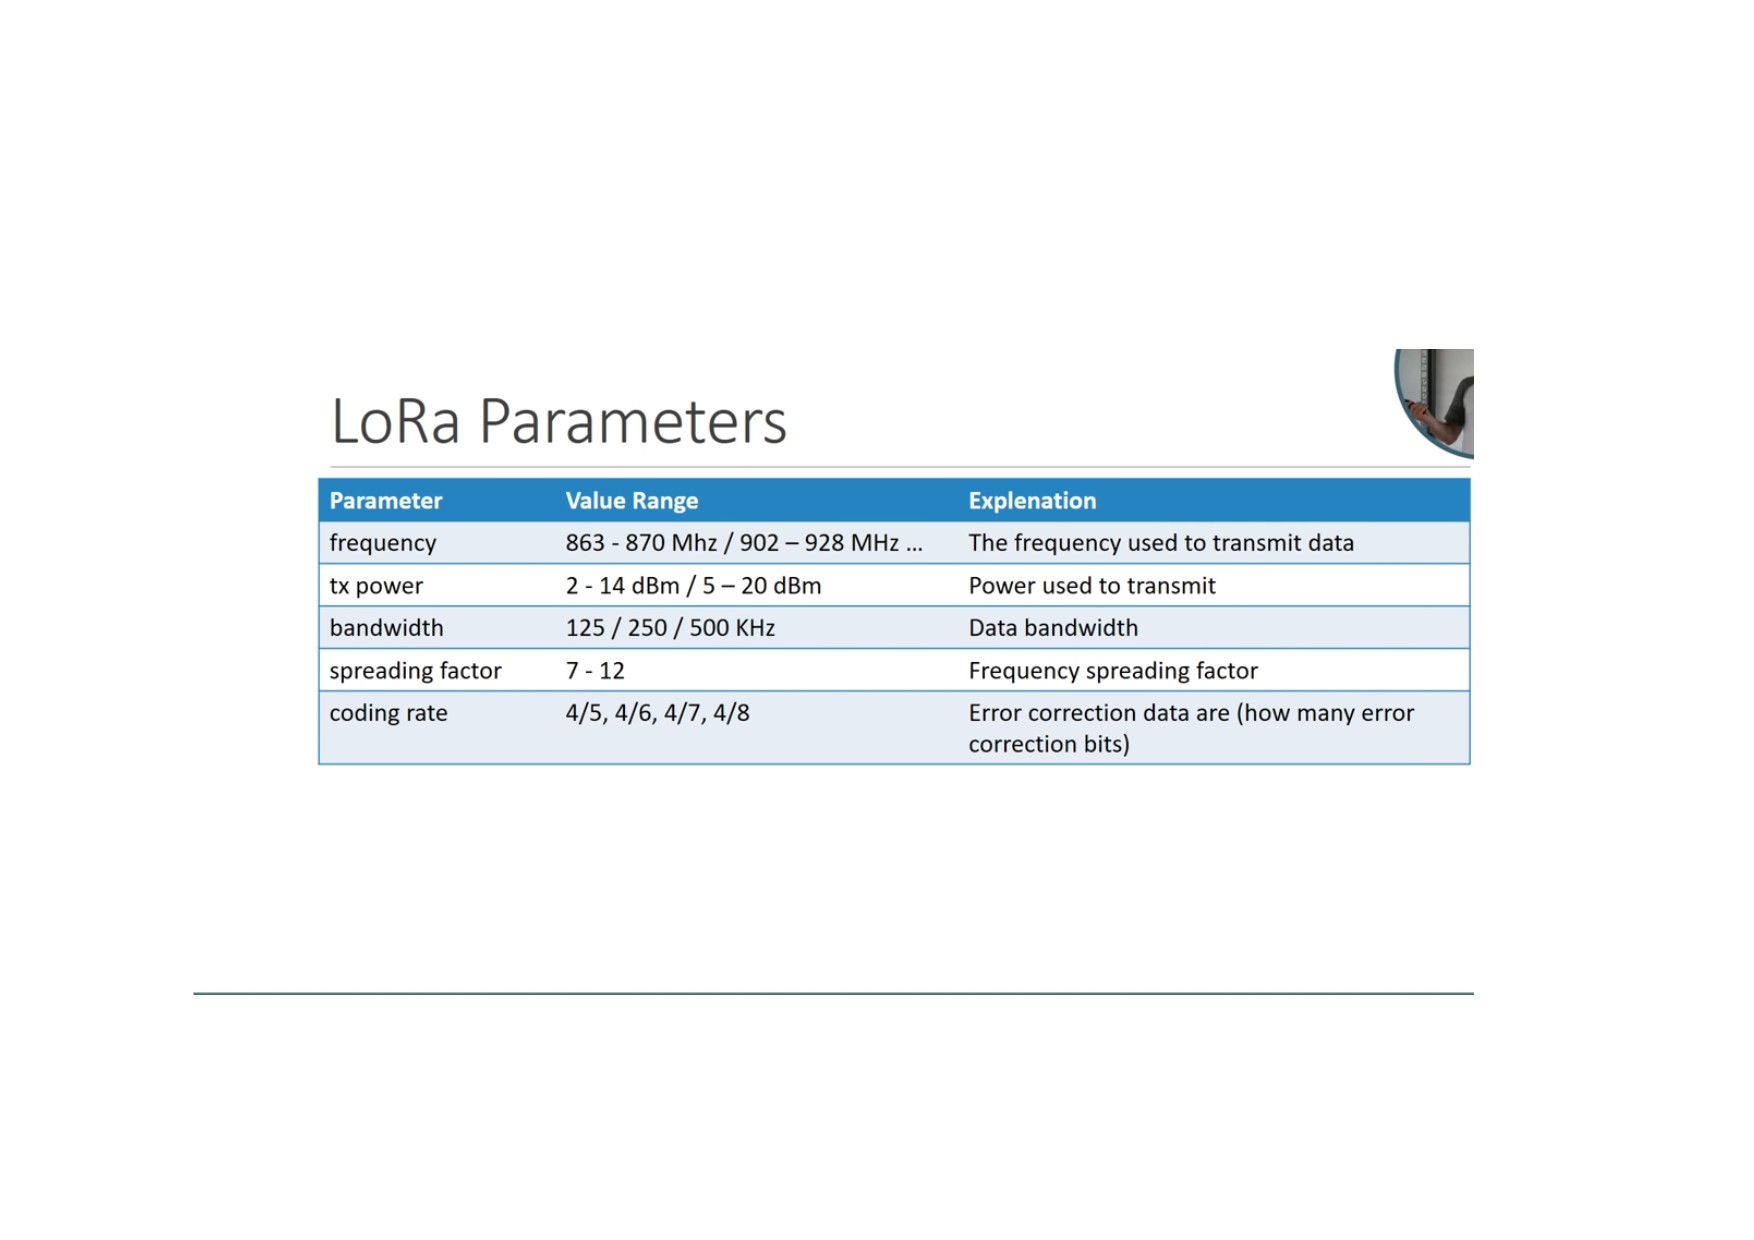 LoRa Parameters
Parameter Value Range Explenation
frequency 863 - 870 Mhz / 902 – 928 MHz ... The frequency used to transmit data
tx power 2 - 14 dBm / 5 – 20 dBm Power used to transmit
bandwidth 125 / 250 / 500 KHz Data bandwidth
spreading factor 7 - 12 Frequency spreading factor
coding rate 4/5, 4/6, 4/7, 4/8 Error correction data are (how many error
correction bits)